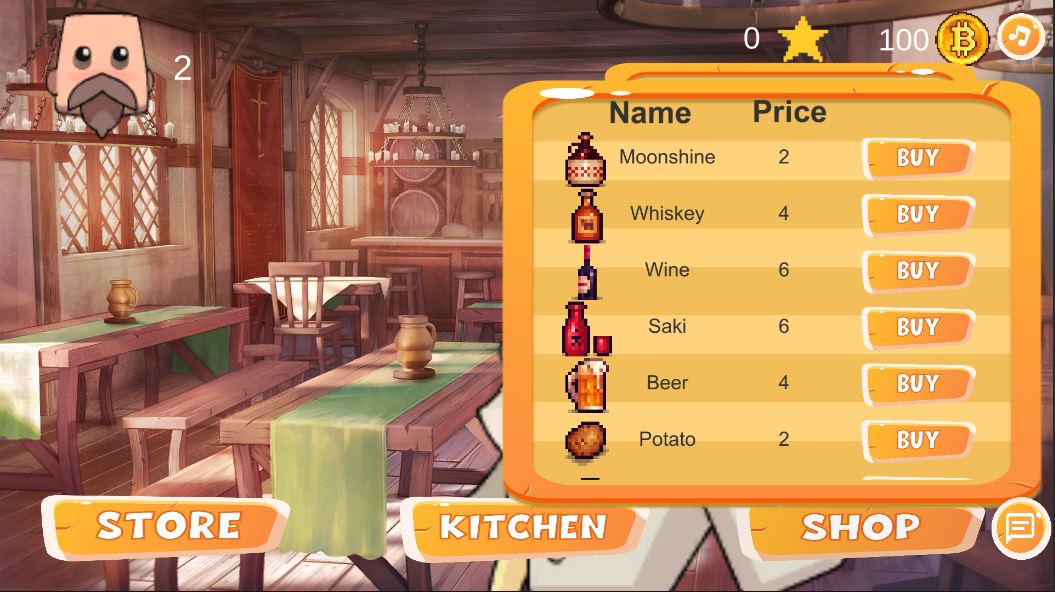 0
100
2
Name Price
Moonshine 2 BUY
Whiskey 4 BUY
Wine 6 BUY
Saki 6 BUY
Beer 4 BUY
Potato 2 BUY
STORE KITCHEN SHOP